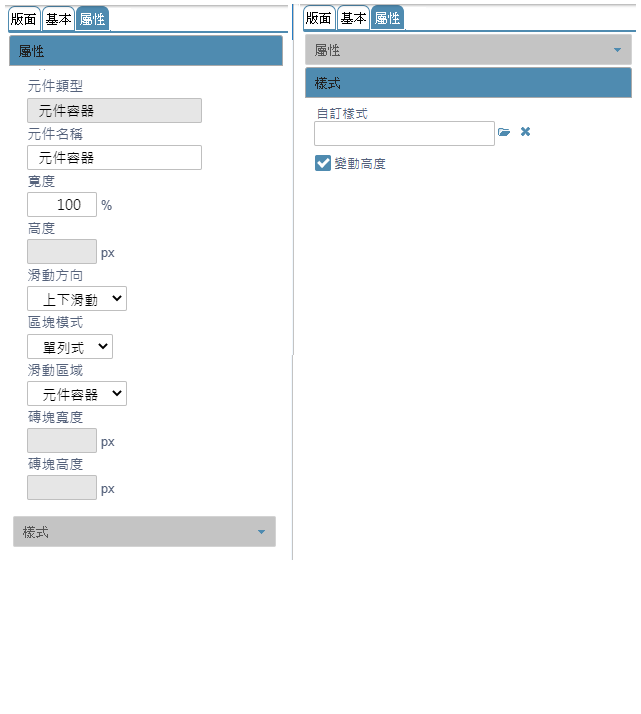 版面 基本 屬性
屬性
元件類型
元件容器
元件名稱
元件容器
寬度
100 %
高度
px
滑動方向
上下滑動
區塊模式
單列式
滑動區域
元件容器
磚塊寬度
px
磚塊高度
px
樣式
版面 基本 屬性
屬性
樣式
自訂樣式
變動高度